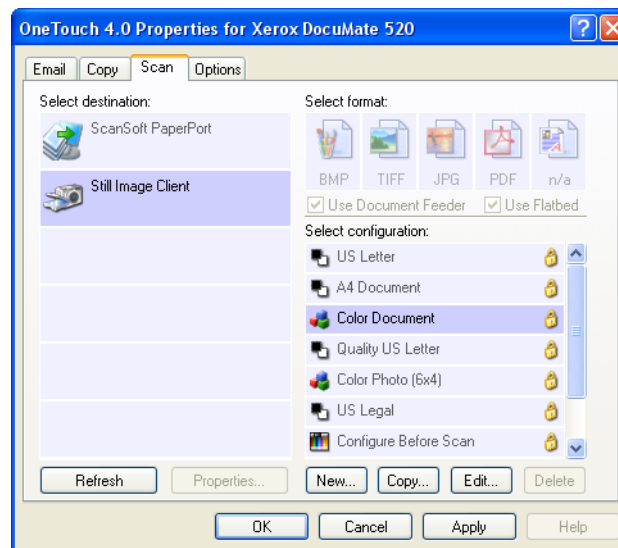 OneTouch 4.0 Properties for Xerox DocuMate 520
Email Copy Scan Options
Select destination:
ScanSoft PaperPort
Still Image Client
Refresh Properties...
Select format:
BMP TIFF JPG PDF n/a
Use Document Feeder Use Flatbed
Select configuration:
US Letter
A4 Document
Color Document
Quality US Letter
Color Photo (6x4)
US Legal
Configure Before Scan
New... Copy... Edit... Delete
OK Cancel Apply Help